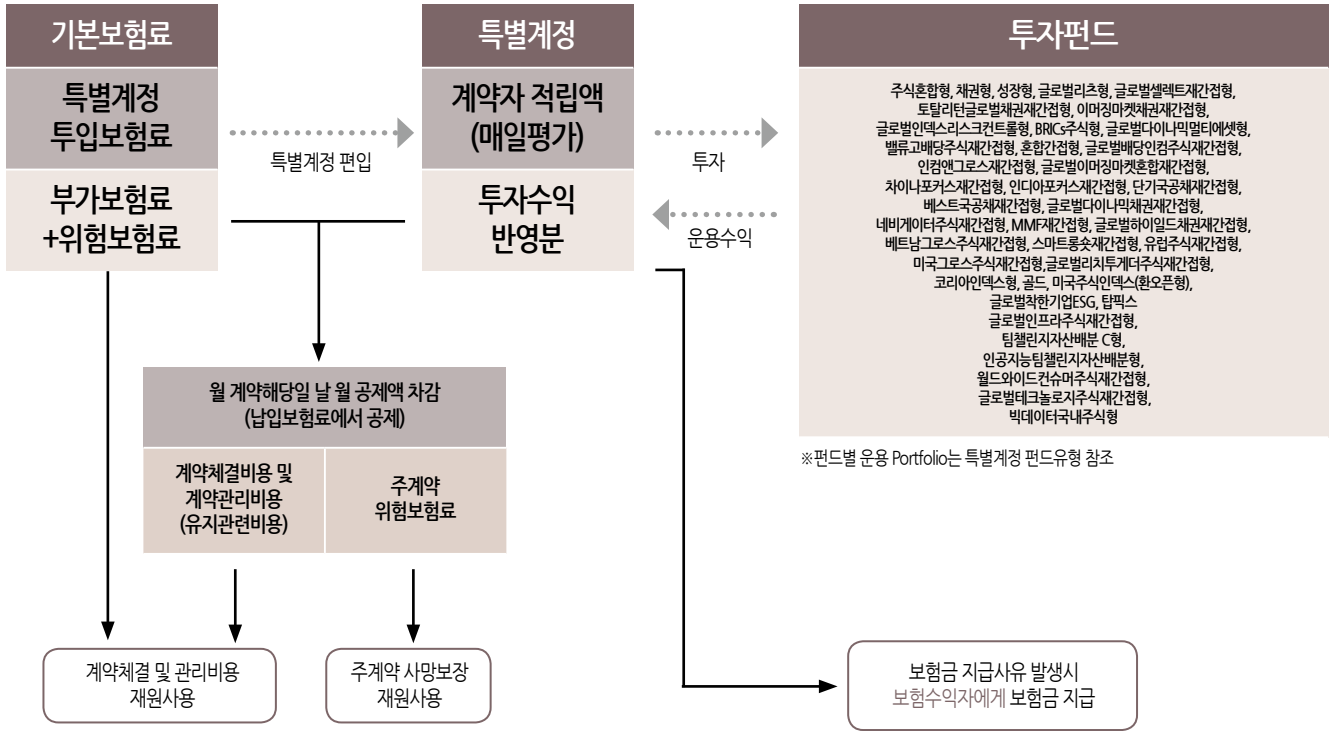 기본보험료
특별계정
투입보험료
부가보험료
+위험보험료
특별계정 편입
특별계정
계약자 적립액
(매일평가)
투자수익
반영분
투자
운용수익
투자펀드
주식혼합형, 채권형, 성장형, 글로벌리츠형, 글로벌셀렉트재간접형,
토탈리턴글로벌채권재간접형, 이머징마켓채권재간접형,
글로벌인덱스리스크컨트롤형, BRICs주식형, 글로벌다이나믹멀티에셋형,
밸류고배당주식재간접형, 혼합간접형, 글로벌배당인컴주식재간접형,
인컴앤그로스재간접형, 글로벌이머징마켓혼합재간접형,
차이나포커스재간접형, 인디아포커스재간접형, 단기국공채재간접형,
베스트국공채재간접형, 글로벌다이나믹채권재간접형,
네비게이터주식재간접형, MMF재간접형, 글로벌하이일드채권재간접형,
베트남그로스주식재간접형, 스마트롱숏재간접형, 유럽주식재간접형,
미국그로스주식재간접형,글로벌리치투게더주식재간접형,
코리아인덱스형, 골드, 미국주식인덱스(환오픈형),
글로벌착한기업ESG, 탑픽스
글로벌인프라주식재간접형,
팀챌린지자산배분 C형,
인공지능팀챌린지자산배분형,
월드와이드컨슈머주식재간접형,
글로벌테크놀로지주식재간접형,
빅데이터국내주식형
※펀드별 운용 Portfolio는 특별계정 펀드유형 참조
월 계약해당일 날 월 공제액 차감
(납입보험료에서 공제)
계약체결비용 및
계약관리비용
(유지관련비용)
주계약
위험보험료
계약체결 및 관리비용
재원사용
주계약 사망보장
재원사용
보험금 지급사유 발생시
보험수익자에게 보험금 지급